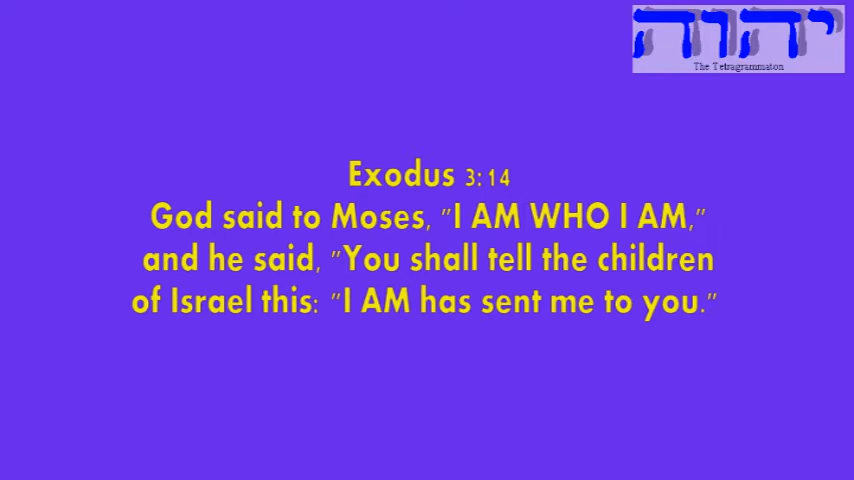 יהוה
The Tetragrammaton
Exodus 3:14
God said to Moses, "I AM WHO I AM,"
and he said, "You shall tell the children
of Israel this: "I AM has sent me to you."